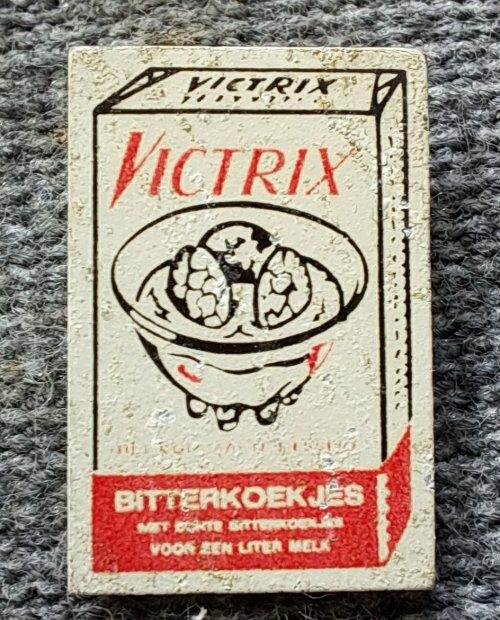 VICTRIX
VICTRIX
BITTERKOEKJES
MET ECHTE BITTERKOEKJES
VOOR EEN LITER MELK